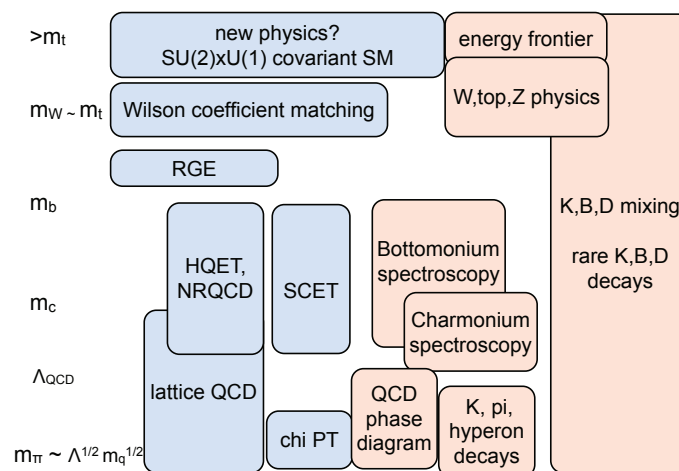 >mt
new physics?
SU(2)xU(1) covariant SM
energy frontier
mW ~ mt
Wilson coefficient matching
W,top,Z physics
RGE
mb
K,B,D mixing
rare K,B,D
decays
HQET,
NRQCD
SCET
Bottomonium
spectroscopy
mc
Charmonium
spectroscopy
ΛQCD
lattice QCD
QCD
phase
diagram
K, pi,
hyperon
decays
chi PT
mπ ~ Λ1/2 mq1/2